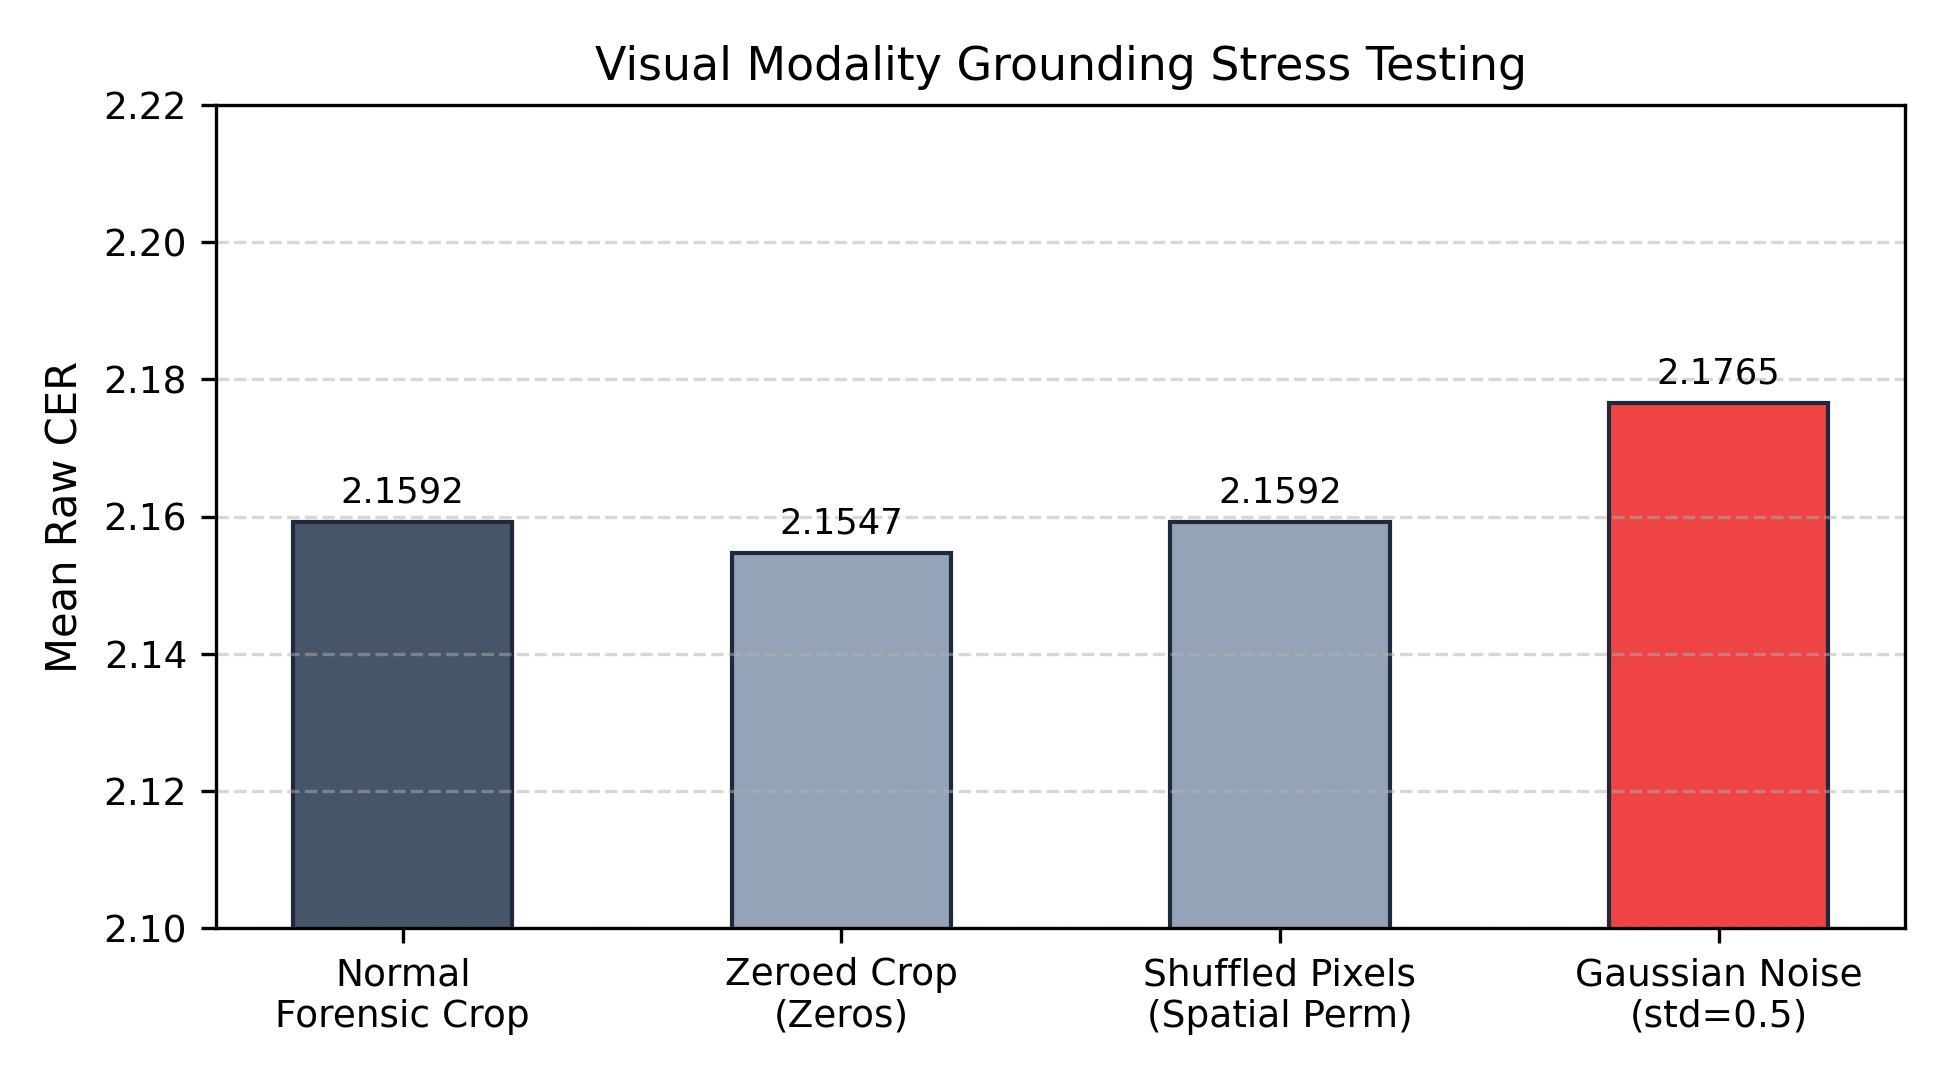 Visual Modality Grounding Stress Testing
Mean Raw CER
2.22
2.20
2.18
2.16
2.14
2.12
2.10
2.1592
2.1547
2.1592
2.1765
Normal
Forensic Crop
Zeroed Crop
(Zeros)
Shuffled Pixels
(Spatial Perm)
Gaussian Noise
(std=0.5)